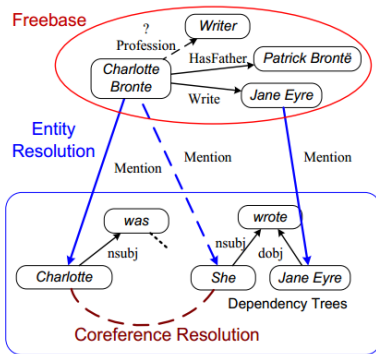 Freebase
?
Writer
Profession
HasFather
Patrick Brontë
Charlotte
Bronte
Write
Jane Eyre
Entity
Resolution
Mention
Mention
Mention
was
wrote
nsubj
nsubj
dobj
Charlotte
She
Jane Eyre
Dependency Trees
Coreference Resolution